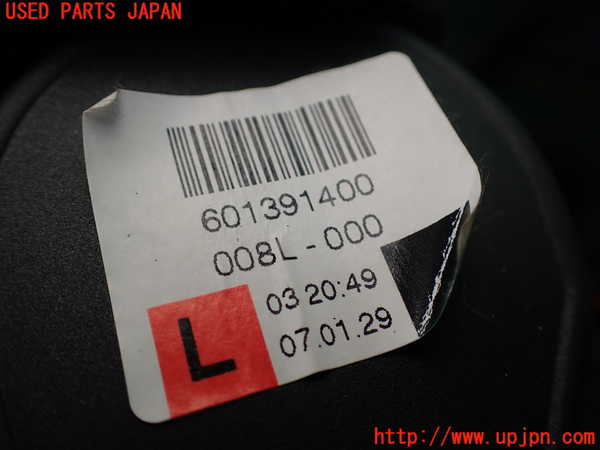 USED PARTS JAPAN
601391400
008L-000
03 20:49
L
07.01.29
http://www.upjpn.com/